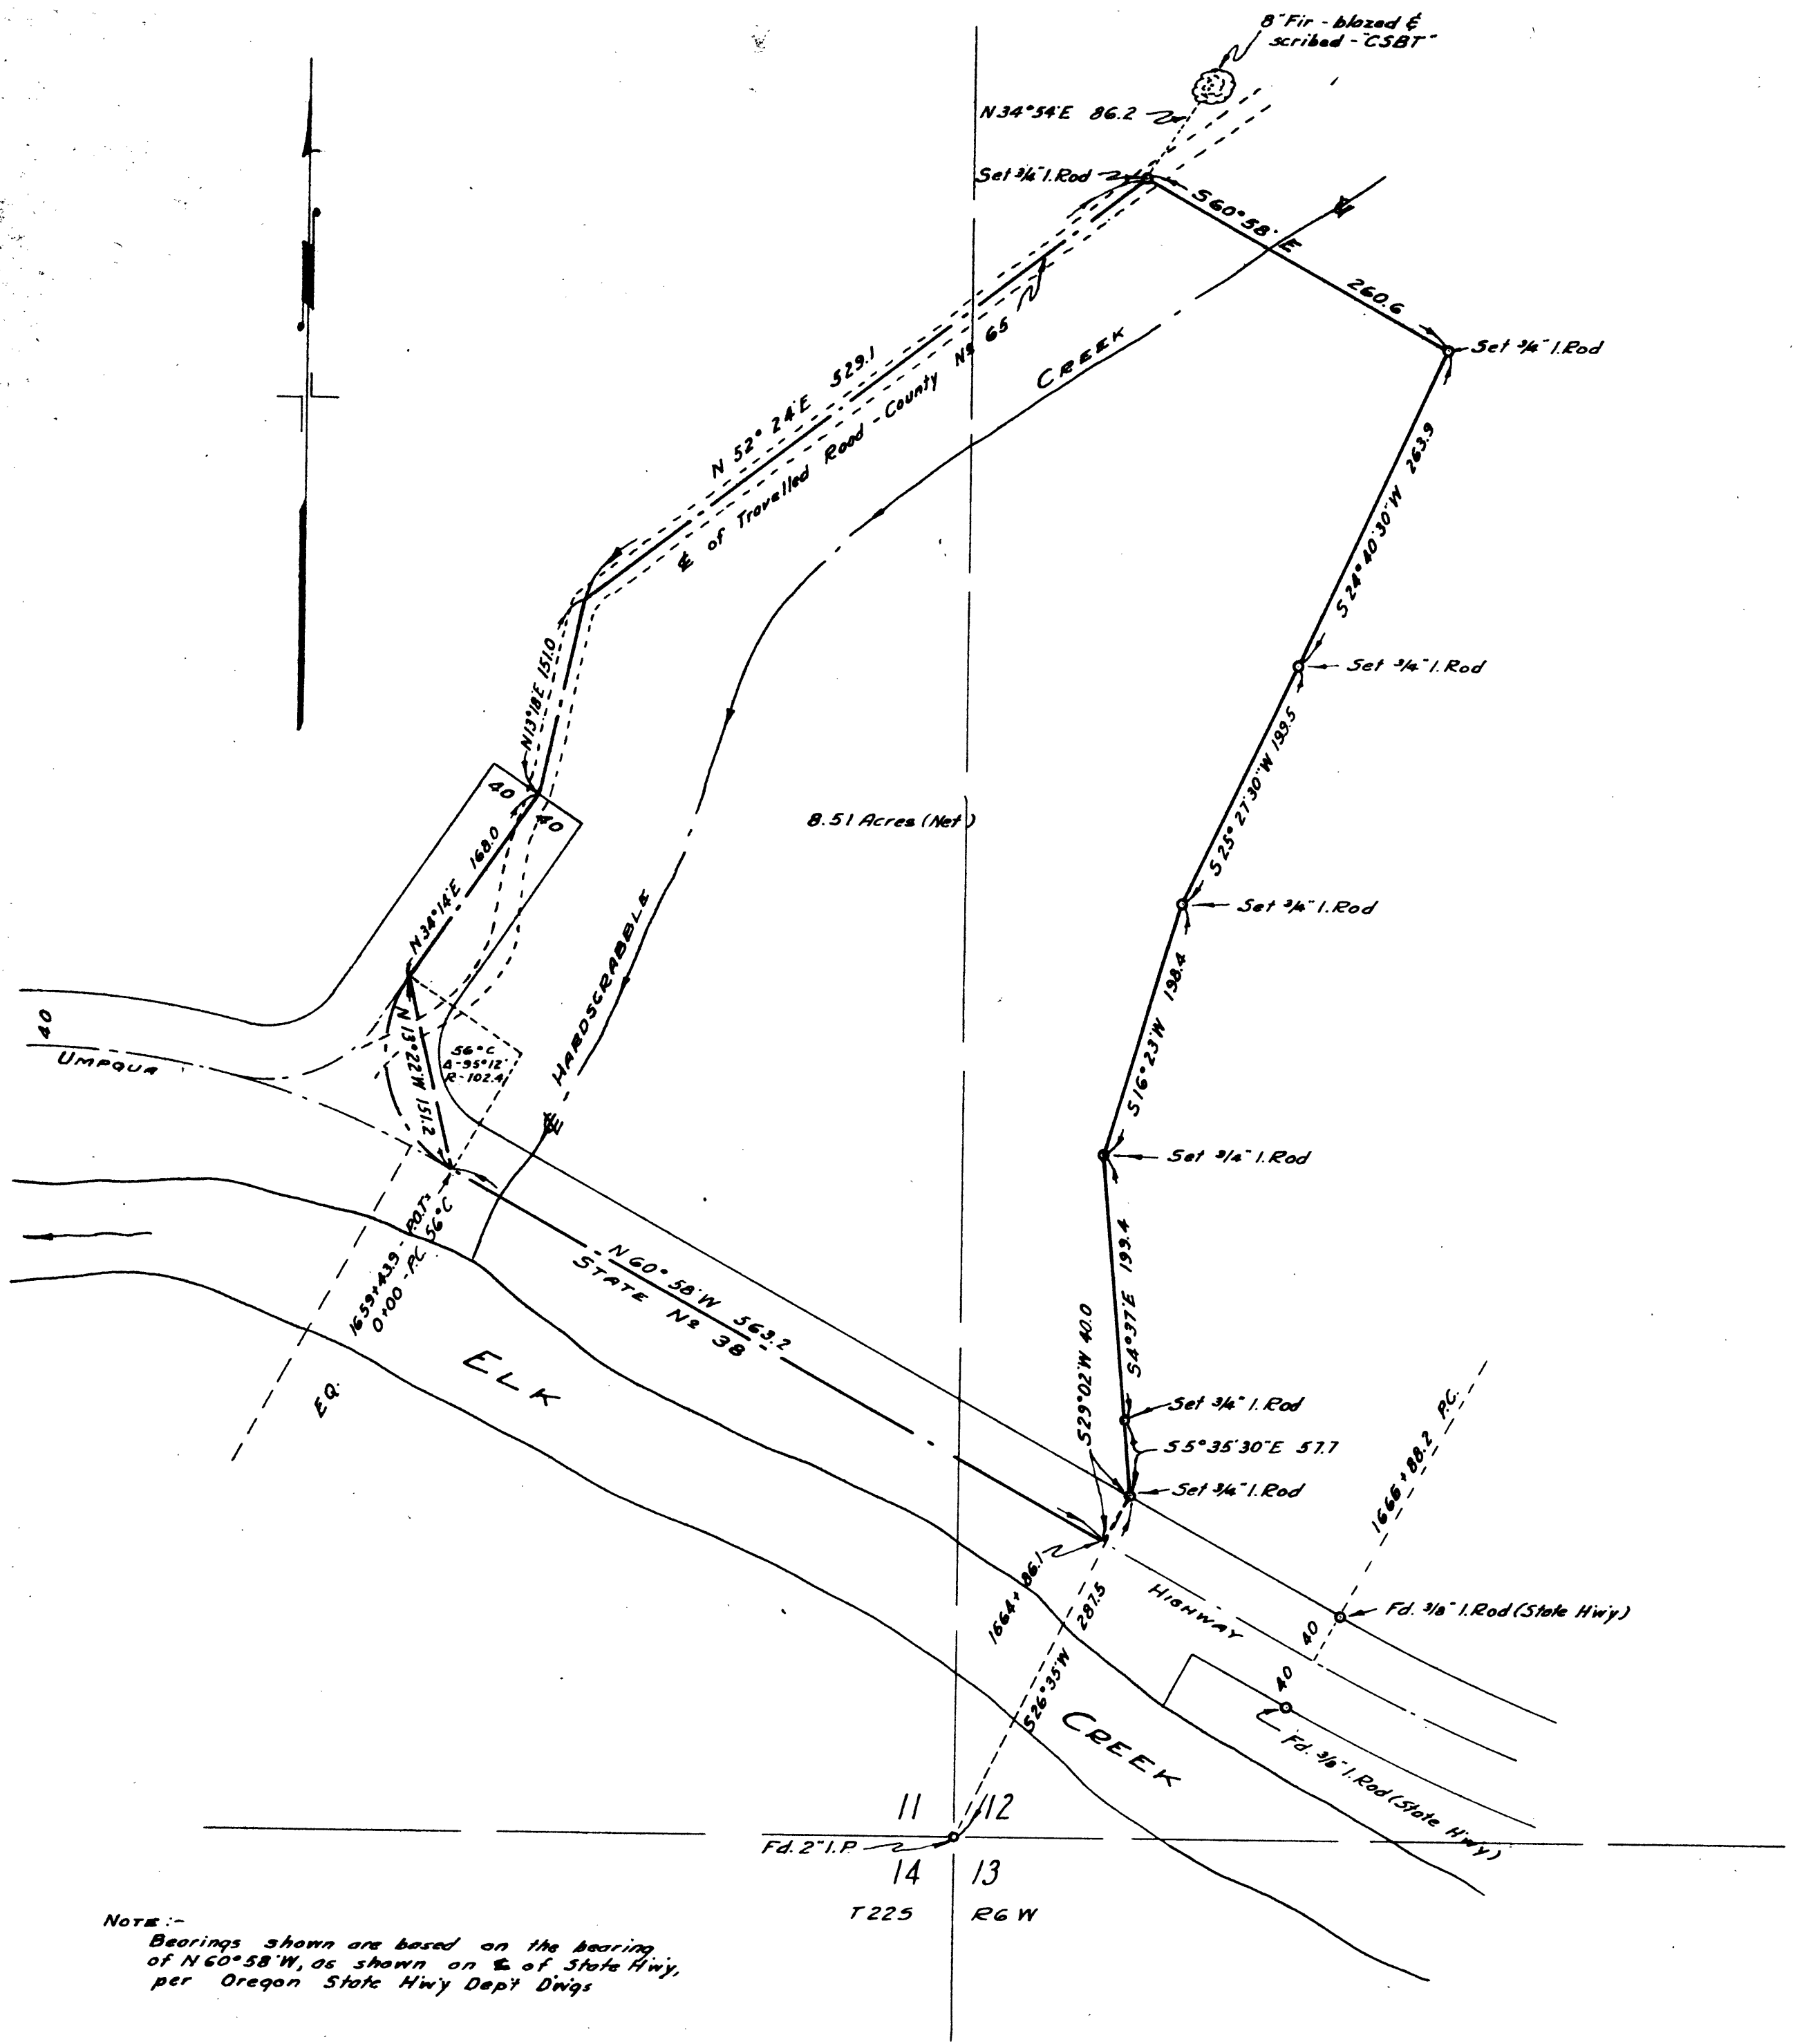 8" Fir - blazed &
scribed - "CSBT"
N34°54'E 86.2
Set 3/4" I.Rod
S60°58'E
260.6
Set 3/4" I.Rod
N 52° 24'E 529.1
℄ of Travelled Road - County Nº 65
CREEK
S24°40'30"W 263.9
N13°18'E 151.0
Set 3/4" I.Rod
S25°27'30"W 199.5
40
40
8.51 Acres (Net)
N34°14'E 168.0
Set 3/4" I.Rod
HARDSCRABBLE
℄
S16°23'W 198.4
40
UMPQUA
N 13°22'W 151.2
56°C
Δ-95°12'
R-102.4
℄
Set 3/4" I.Rod
1659+43.9 - P.O.T.=
0+00 - P.C. 56°C
EQ.
N60°58'W 563.2
STATE Nº 38
S4°37'E 199.4
S29°02'W 40.0
ELK
Set 3/4" I.Rod
S5°35'30"E 57.7
Set 3/4" I.Rod
1666+88.2 P.C.
1664+86.1
HIGHWAY
Fd. 3/8" I.Rod (State Hwy)
40
40
S26°35'W 287.5
CREEK
Fd. 3/8" I.Rod (State Hwy)
11 12
Fd. 2" I.P.
14 13
T22S R6W
NOTE:-
Bearings shown are based on the bearing
of N60°58'W, as shown on ℄ of State Hwy,
per Oregon State Hwy Dep't Dwgs